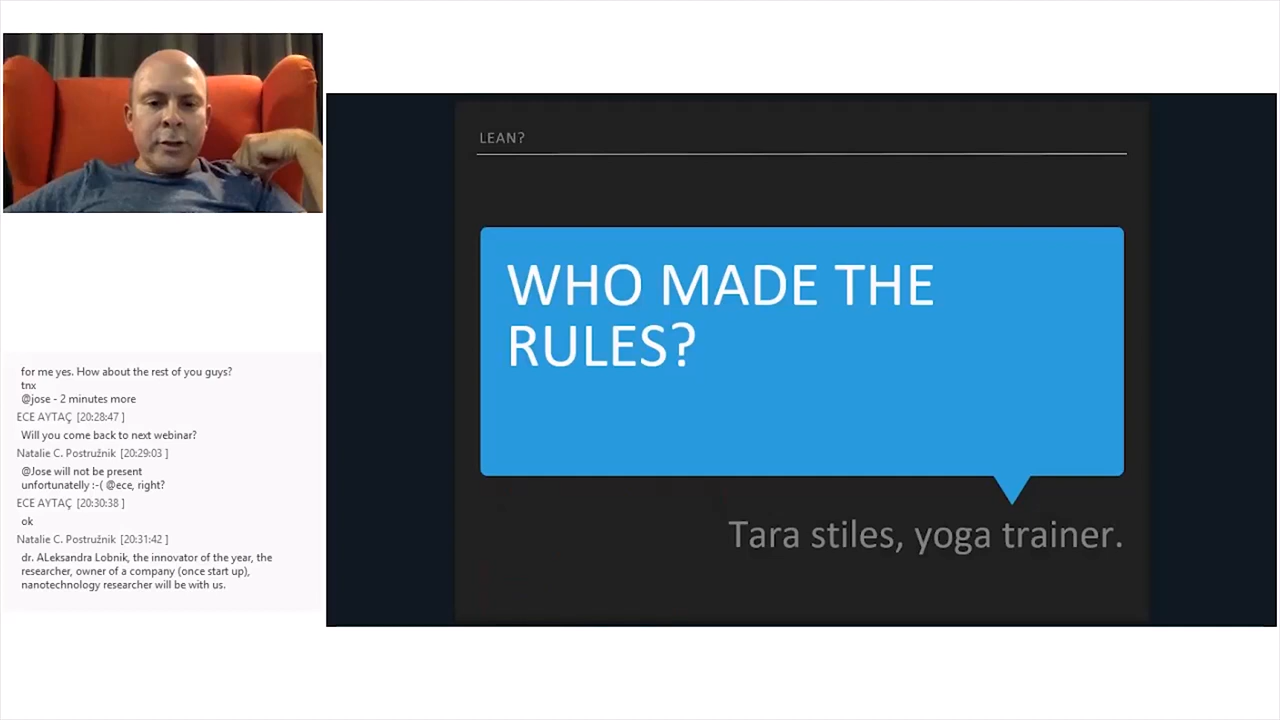 LEAN?
WHO MADE THE
RULES?
Tara stiles, yoga trainer.
for me yes. How about the rest of you guys?
tnx
@jose - 2 minutes more
ECE AYTAÇ [20:28:47 ]
Will you come back to next webinar?
Natalie C. Postružnik [20:29:03 ]
@Jose will not be present
unfortunatelly :-( @ece, right?
ECE AYTAÇ [20:30:38 ]
ok
Natalie C. Postružnik [20:31:42 ]
dr. ALeksandra Lobnik, the innovator of the year, the
researcher, owner of a company (once start up),
nanotechnology researcher will be with us.